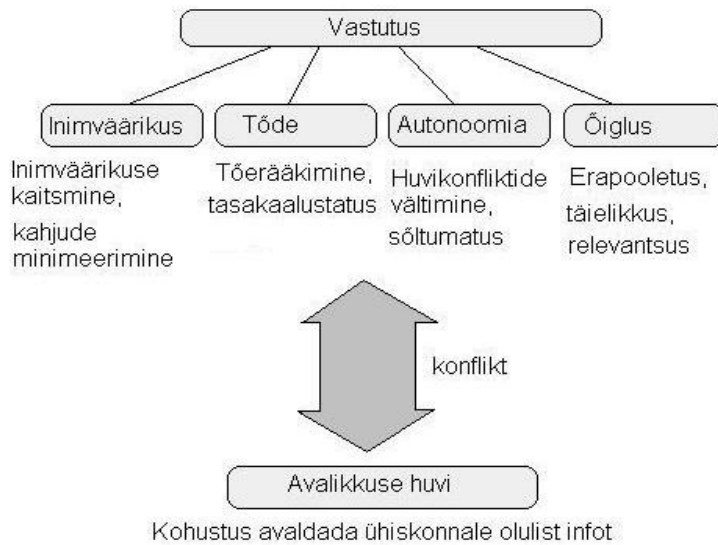 Vastutus
Inimväärikus
Tõde
Autonoomia
Õiglus
Inimväärikuse
kaitsmine,
kahjude
minimeerimine
Tõerääkimine,
tasakaalustatus
Huvikonfliktide
vältimine,
sõltumatus
Erapooletus,
täielikkus,
relevantsus
konflikt
Avalikkuse huvi
Kohustus avaldada ühiskonnale olulist infot